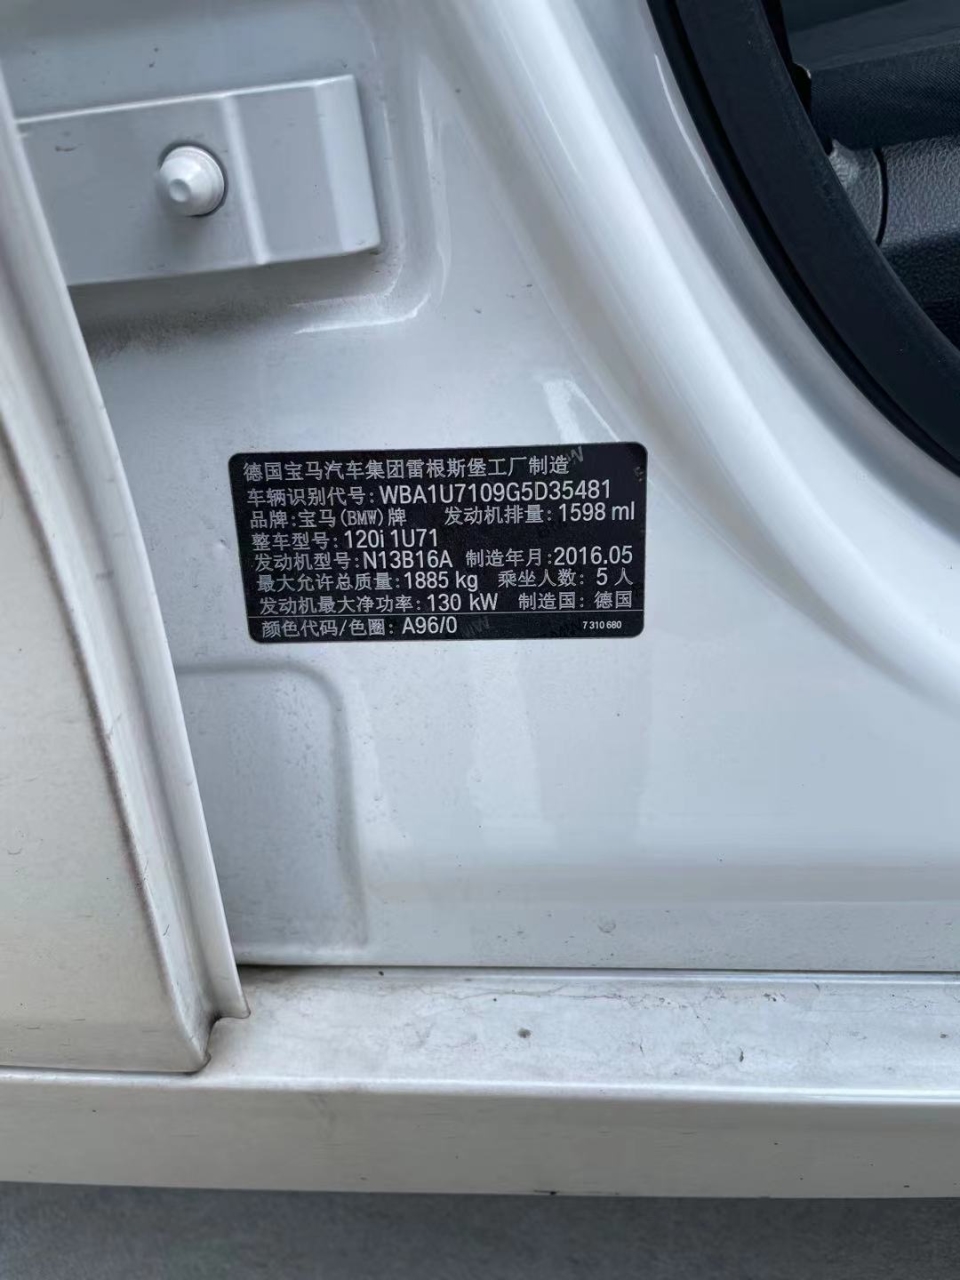 德国宝马汽车集团雷根斯堡工厂制造
车辆识别代号: WBA1U7109G5D35481
品牌: 宝马(BMW)牌 发动机排量: 1598 ml
整车型号: 120i 1U71
发动机型号: N13B16A 制造年月: 2016.05
最大允许总质量: 1885 kg 乘坐人数: 5 人
发动机最大净功率: 130 kW 制造国: 德国
颜色代码/色圈: A96/0 7 310 680